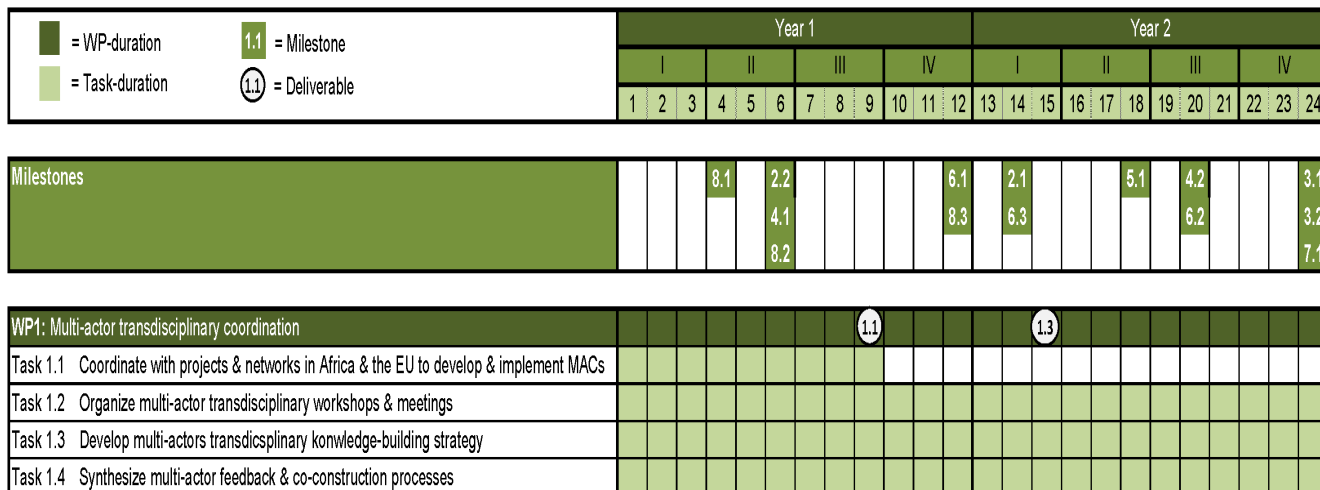 = WP-duration 1.1 = Milestone
= Task-duration 1.1 = Deliverable
Year 1 Year 2
I II III IV I II III IV
1 2 3 4 5 6 7 8 9 10 11 12 13 14 15 16 17 18 19 20 21 22 23 24
Milestones 8.1 2.2 6.1 2.1 5.1 4.2 3.1
4.1 8.3 6.3 6.2 3.2
8.2 7.1
WP1: Multi-actor transdisciplinary coordination 1.1 1.3
Task 1.1 Coordinate with projects & networks in Africa & the EU to develop & implement MACs
Task 1.2 Organize multi-actor transdisciplinary workshops & meetings
Task 1.3 Develop multi-actors transdicsplinary konwledge-building strategy
Task 1.4 Synthesize multi-actor feedback & co-construction processes